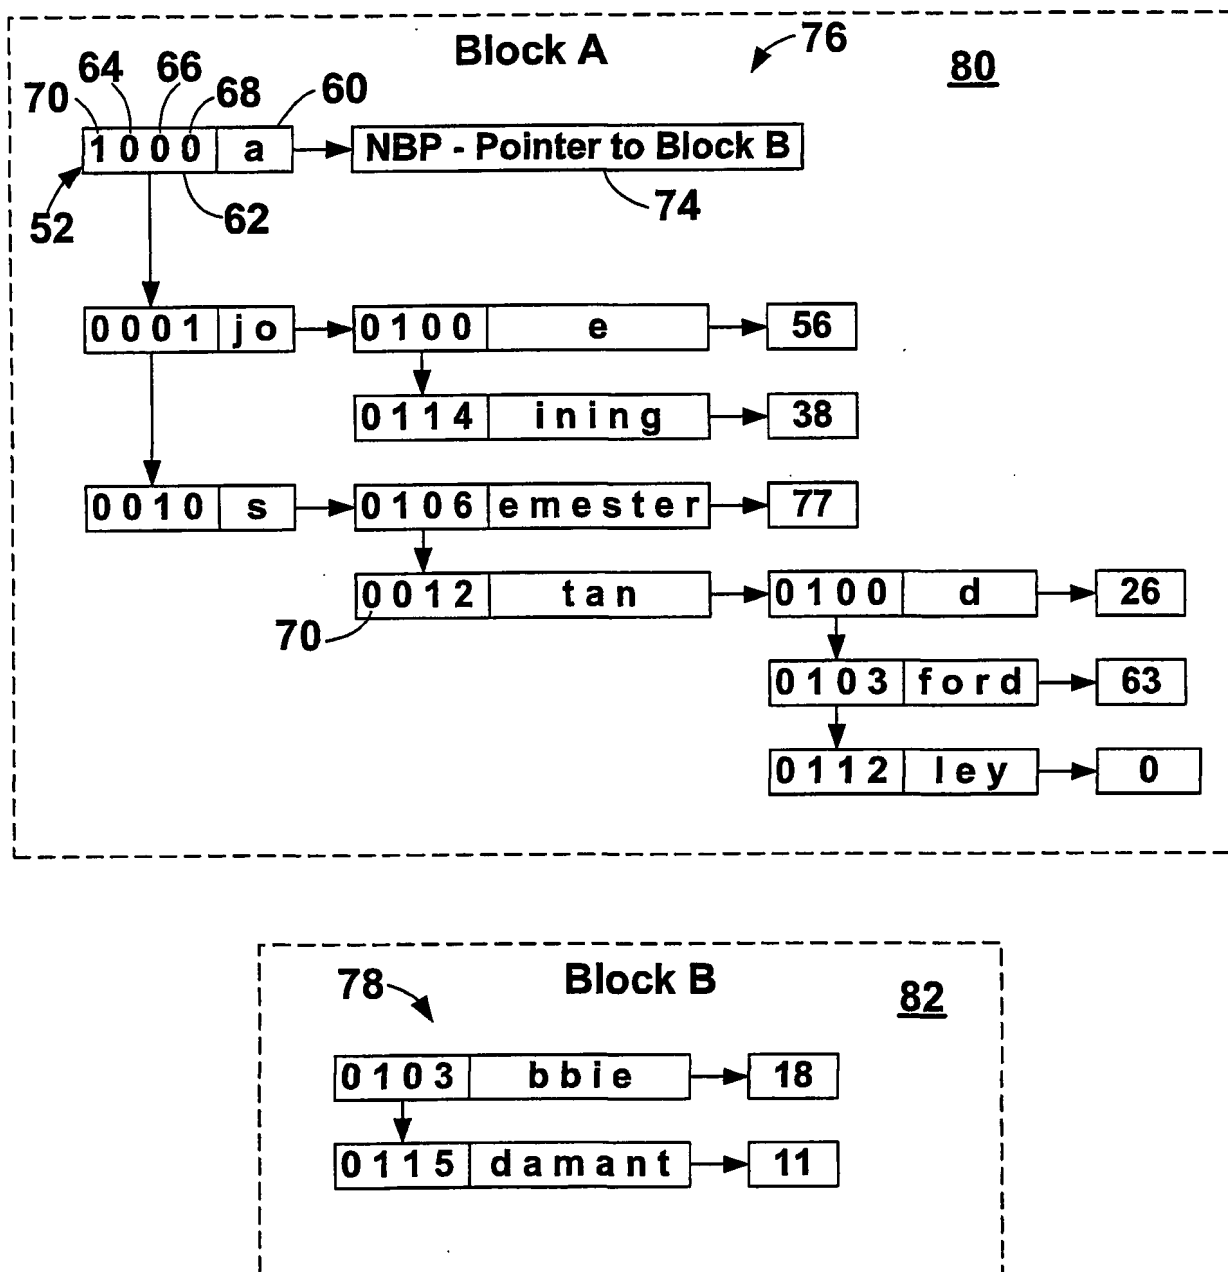 Block A
76
80
64 66
70 68 60
1 0 0 0 a NBP - Pointer to Block B
52 62 74
0 0 0 1 j o 0 1 0 0 e 56
0 1 1 4 i n i n g 38
0 0 1 0 s 0 1 0 6 e m e s t e r 77
0 0 1 2 t a n 0 1 0 0 d 26
70
0 1 0 3 f o r d 63
0 1 1 2 l e y 0
Block B
78 82
0 1 0 3 b b i e 18
0 1 1 5 d a m a n t 11